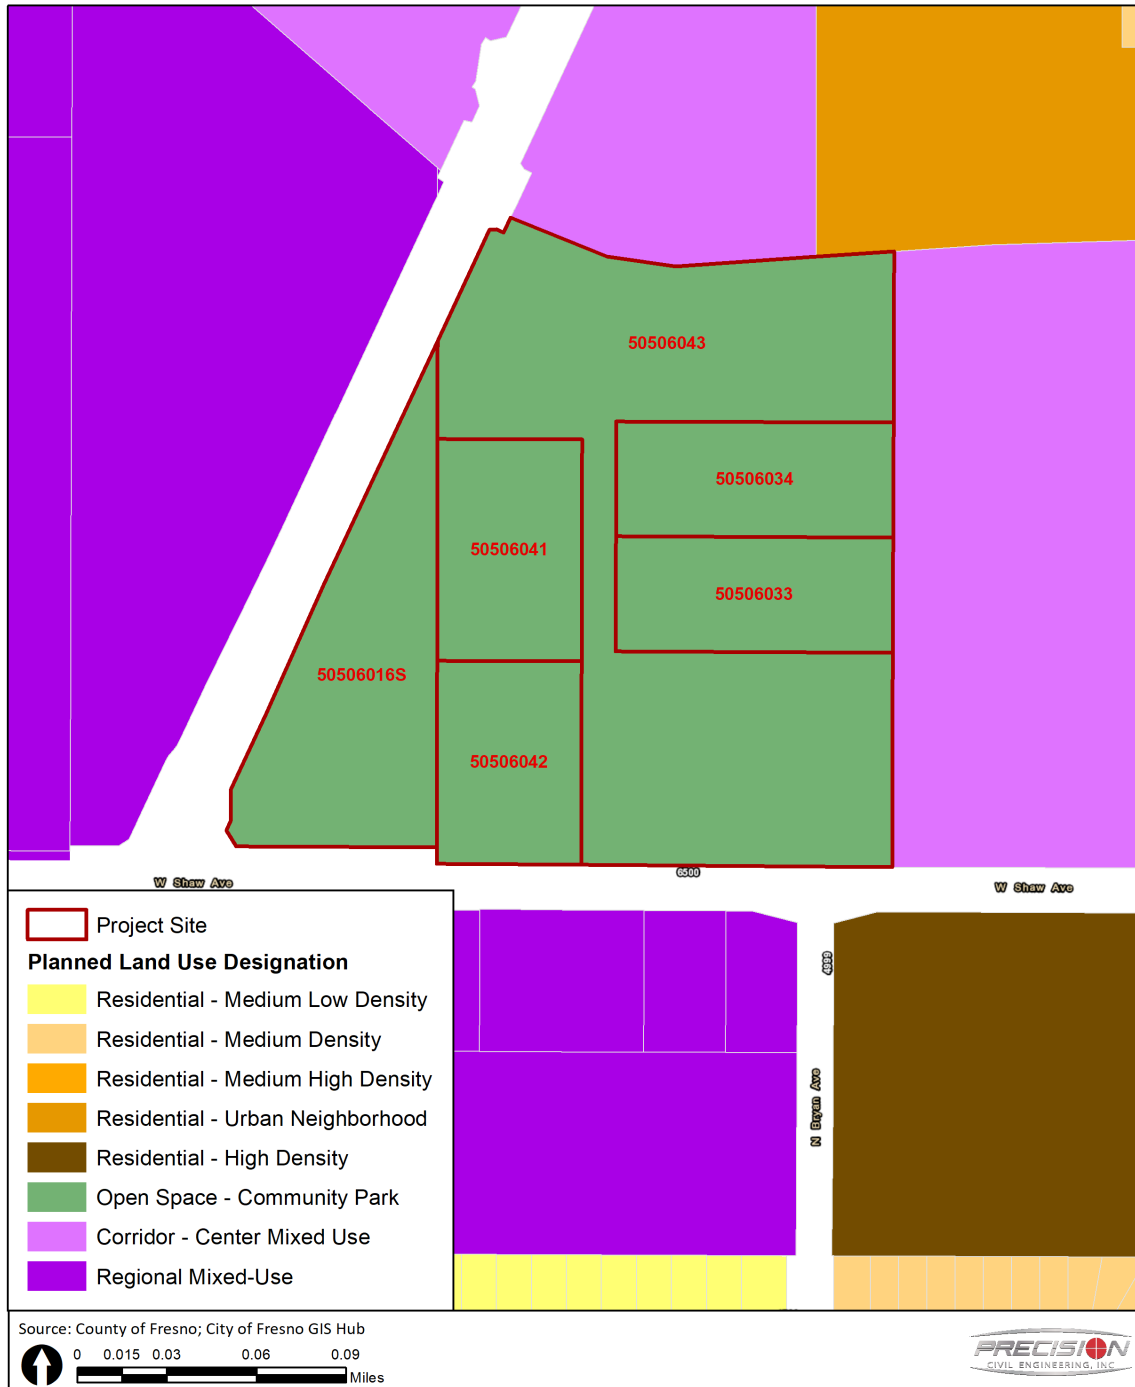 50506043
50506034
50506041
50506033
50506016S
50506042
6500
W Shaw Ave
W Shaw Ave
4999
N Bryan Ave
Project Site
Planned Land Use Designation
Residential - Medium Low Density
Residential - Medium Density
Residential - Medium High Density
Residential - Urban Neighborhood
Residential - High Density
Open Space - Community Park
Corridor - Center Mixed Use
Regional Mixed-Use
Source: County of Fresno; City of Fresno GIS Hub
0 0.015 0.03 0.06 0.09
Miles
PRECISION
CIVIL ENGINEERING, INC